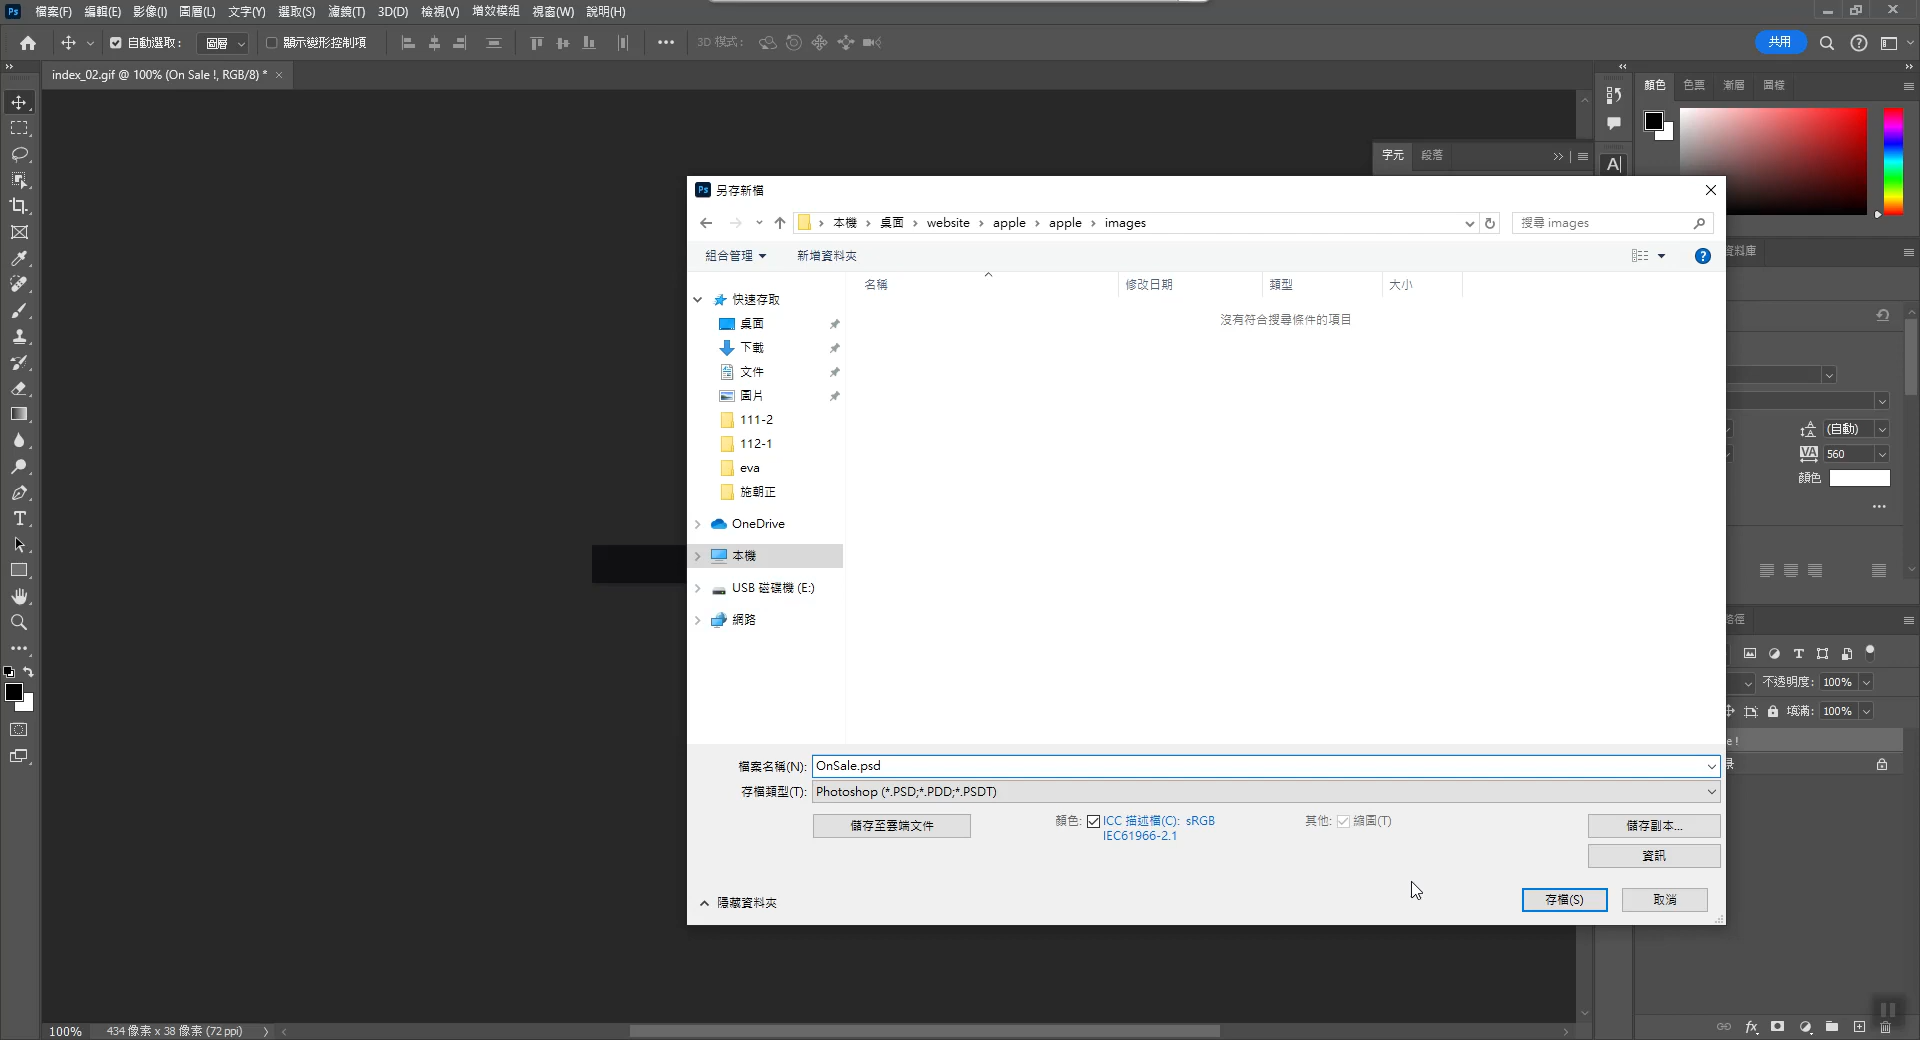 Ps 檔案(F) 編輯(E) 影像(I) 圖層(L) 文字(Y) 選取(S) 濾鏡(T) 3D(D) 檢視(V) 增效模組 視窗(W) 說明(H)
自動選取： 圖層 顯示變形控制項 3D 模式： 共用
index_02.gif @ 100% (On Sale !, RGB/8) *
顏色 色票 漸層 圖樣
字元 段落
Ps 另存新檔
本機 桌面 website apple apple images 搜尋 images
組合管理 新增資料夾
資料庫
名稱 修改日期 類型 大小
沒有符合搜尋條件的項目
快速存取
桌面
下載
文件
圖片
111-2
112-1
eva
施朝正
OneDrive
本機
USB 磁碟機 (E:)
網路
(自動)
VA 560
顏色
路徑
不透明度： 100%
填滿： 100%
e !
檔案名稱(N): OnSale.psd
存檔類型(T): Photoshop (*.PSD;*.PDD;*.PSDT)
儲存至雲端文件
顏色: ICC 描述檔(C): sRGB
IEC61966-2.1
其他: 縮圖(T)
儲存副本...
資訊
隱藏資料夾
存檔(S) 取消
100% 434 像素 x 38 像素 (72 ppi)
fx